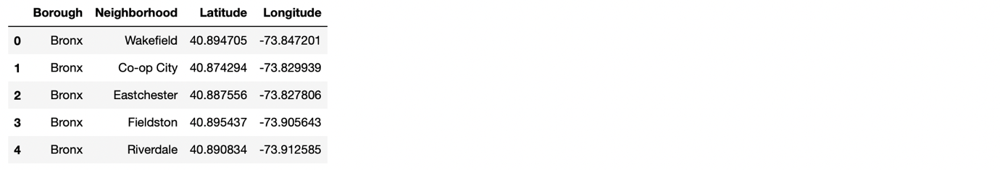 Borough Neighborhood Latitude Longitude
0 Bronx Wakefield 40.894705 -73.847201
1 Bronx Co-op City 40.874294 -73.829939
2 Bronx Eastchester 40.887556 -73.827806
3 Bronx Fieldston 40.895437 -73.905643
4 Bronx Riverdale 40.890834 -73.912585